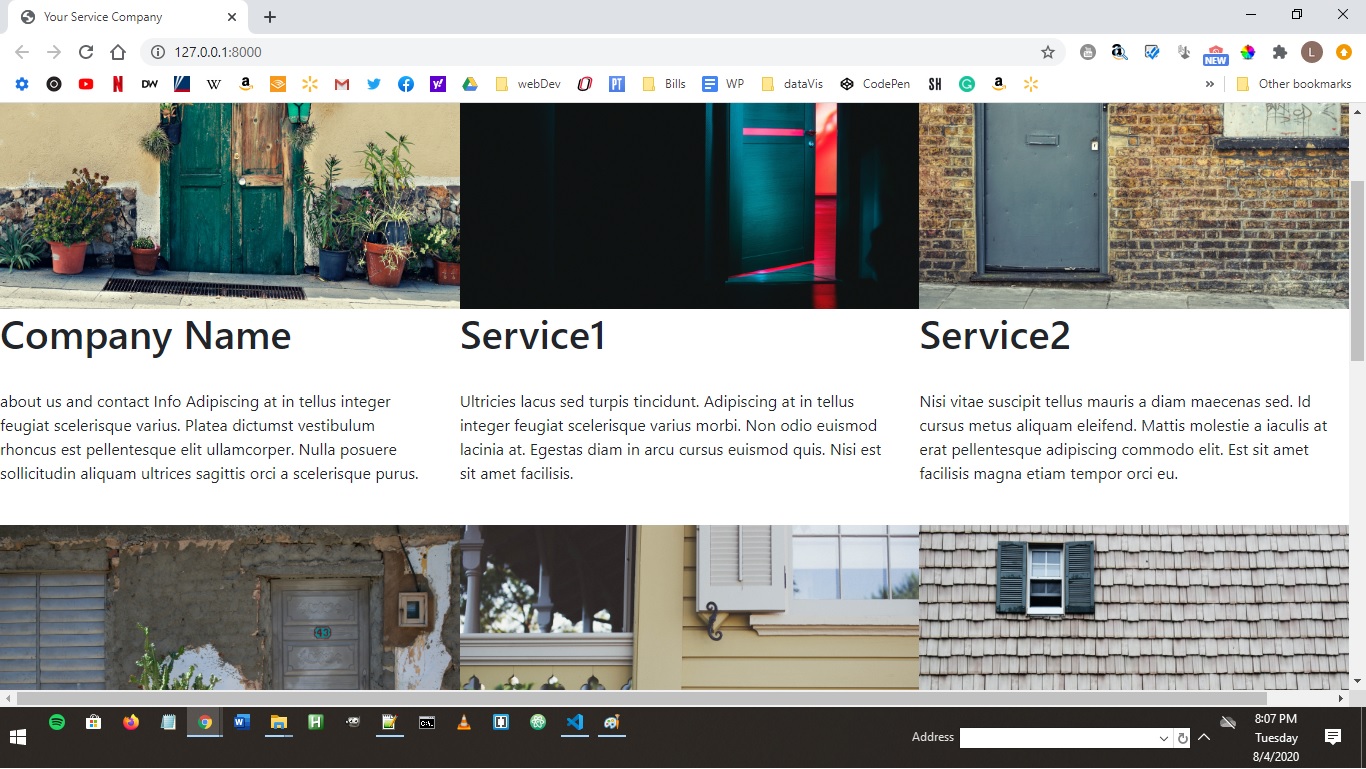 Your Service Company
127.0.0.1:8000
L
NEW
N
DW
W
a
y!
webDev
PT
Bills
WP
dataVis
CodePen
SH
G
a
»
Other bookmarks
Company Name
Service1
Service2
about us and contact Info Adipiscing at in tellus integer
feugiat scelerisque varius. Platea dictumst vestibulum
rhoncus est pellentesque elit ullamcorper. Nulla posuere
sollicitudin aliquam ultrices sagittis orci a scelerisque purus.
Ultricies lacus sed turpis tincidunt. Adipiscing at in tellus
integer feugiat scelerisque varius morbi. Non odio euismod
lacinia at. Egestas diam in arcu cursus euismod quis. Nisi est
sit amet facilisis.
Nisi vitae suscipit tellus mauris a diam maecenas sed. Id
cursus metus aliquam eleifend. Mattis molestie a iaculis at
erat pellentesque adipiscing commodo elit. Est sit amet
facilisis magna etiam tempor orci eu.
43
Address
8:07 PM
Tuesday
8/4/2020